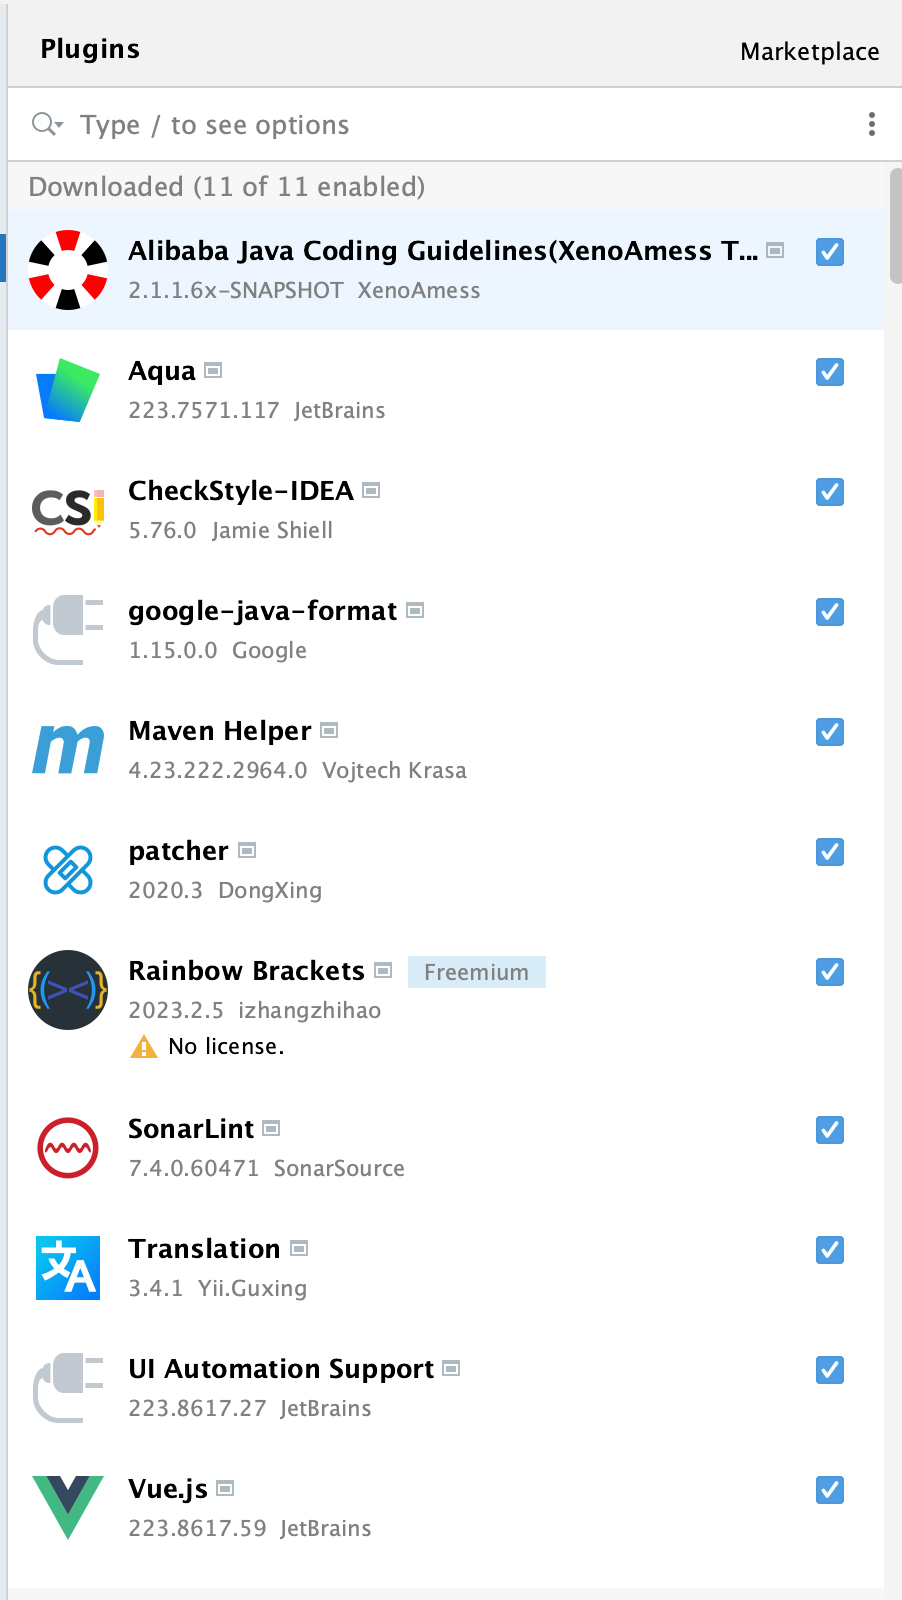 Plugins
Marketplace
Type / to see options
Downloaded (11 of 11 enabled)
Alibaba Java Coding Guidelines(XenoAmess T...
2.1.1.6x-SNAPSHOT XenoAmess
Aqua
223.7571.117 JetBrains
CSi
CheckStyle-IDEA
5.76.0 Jamie Shiell
google-java-format
1.15.0.0 Google
m
Maven Helper
4.23.222.2964.0 Vojtech Krasa
patcher
2020.3 DongXing
{(><)}
Rainbow Brackets Freemium
2023.2.5 izhangzhihao
No license.
SonarLint
7.4.0.60471 SonarSource
文A
Translation
3.4.1 Yii.Guxing
UI Automation Support
223.8617.27 JetBrains
Vue.js
223.8617.59 JetBrains